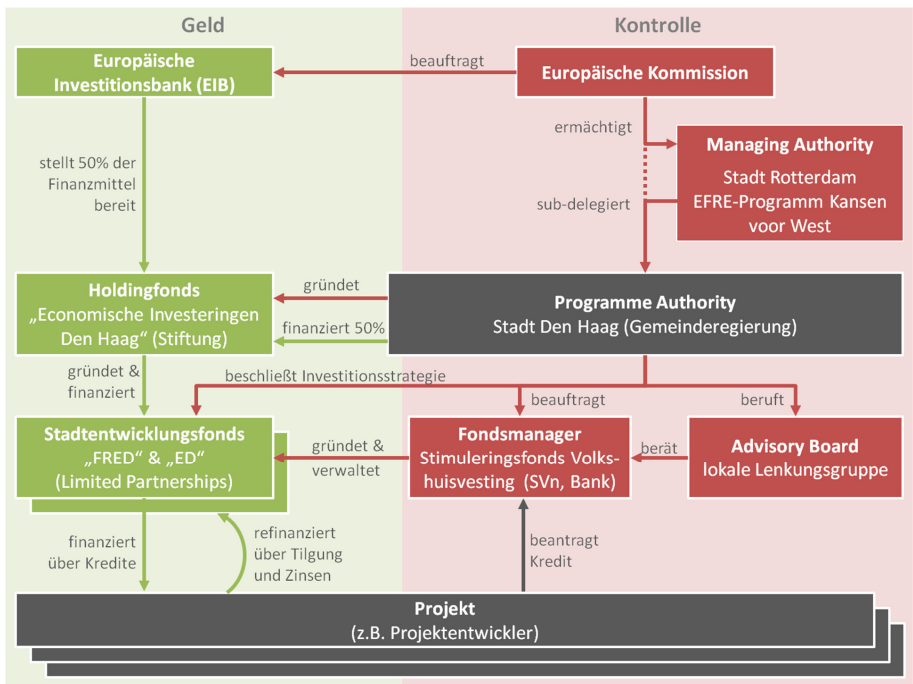 Geld
Kontrolle
Europäische
Investitionsbank (EIB)
beauftragt
Europäische Kommission
ermächtigt
Managing Authority
Stadt Rotterdam
EFRE-Programm Kansen
voor West
stellt 50% der
Finanzmittel
bereit
sub-delegiert
Holdingfonds
„Economische Investeringen
Den Haag“ (Stiftung)
gründet
finanziert 50%
Programme Authority
Stadt Den Haag (Gemeinderegierung)
gründet &
finanziert
beschließt Investitionsstrategie
beauftragt
beruft
Stadtentwicklungsfonds
„FRED“ & „ED“
(Limited Partnerships)
gründet &
verwaltet
Fondsmanager
Stimuleringsfonds Volks-
huisvesting (SVn, Bank)
berät
Advisory Board
lokale Lenkungsgruppe
finanziert
über Kredite
refinanziert
über Tilgung
und Zinsen
beantragt
Kredit
Projekt
(z.B. Projektentwickler)